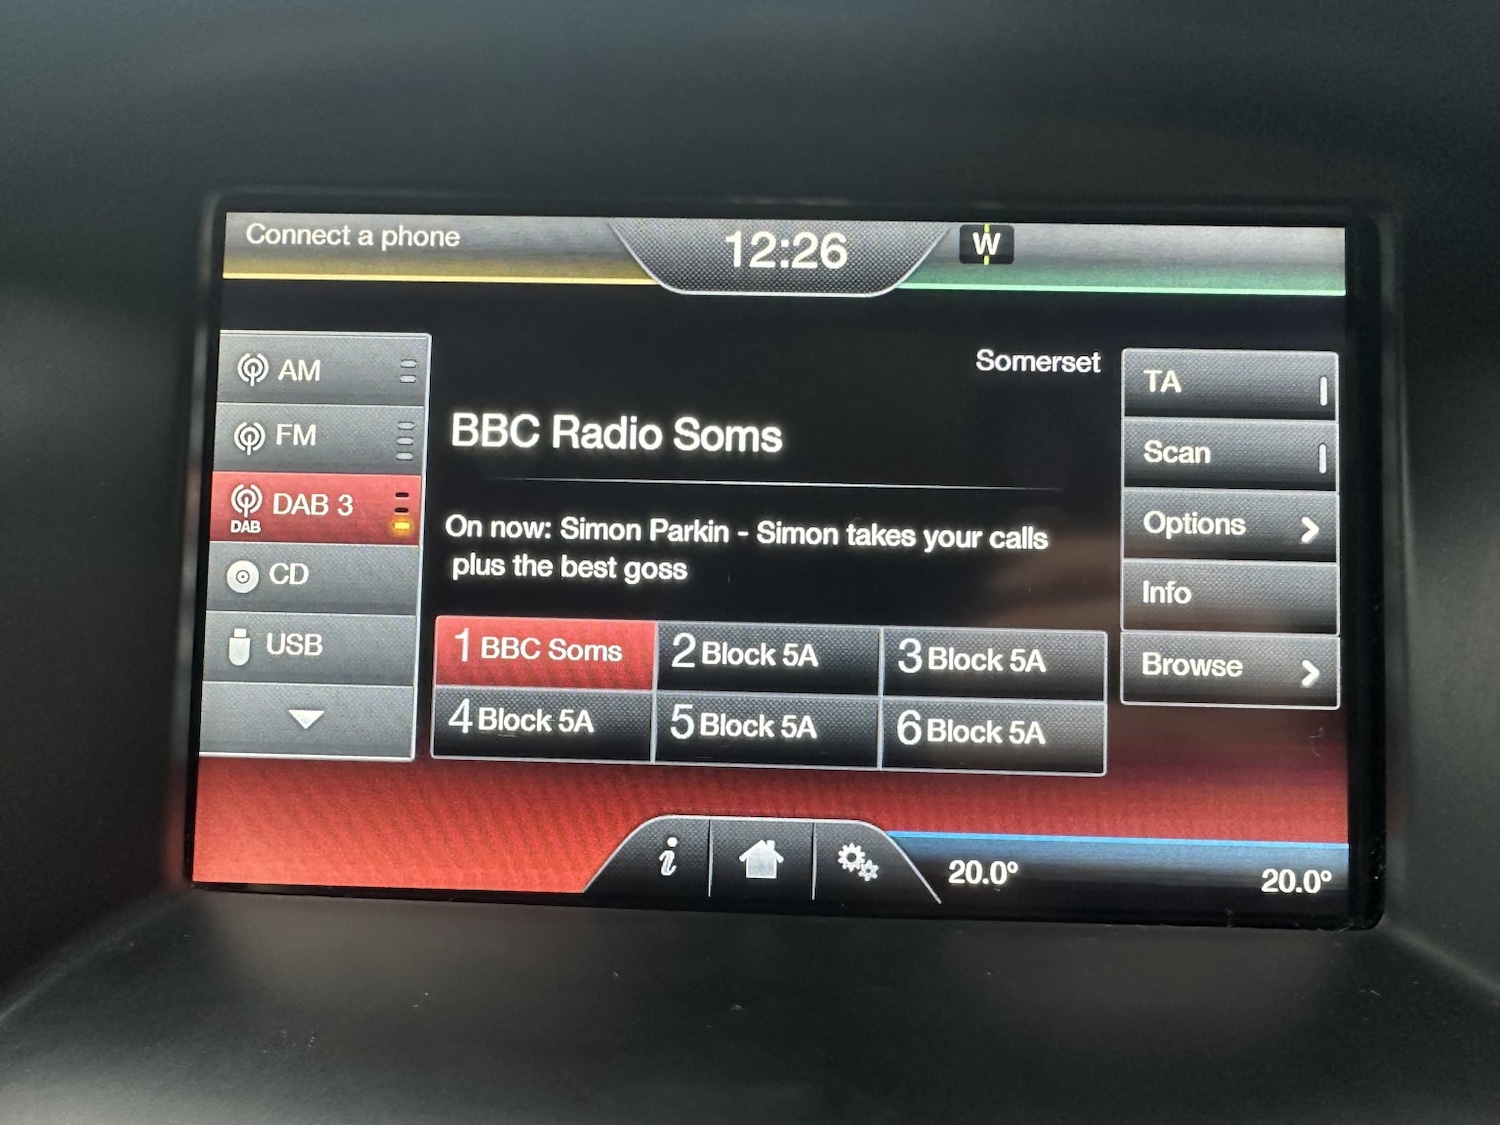 Connect a phone
12:26
W
AM
FM
DAB 3
DAB
CD
USB
Somerset
BBC Radio Soms
On now: Simon Parkin - Simon takes your calls
plus the best goss
1 BBC Soms
2 Block 5A
3 Block 5A
4 Block 5A
5 Block 5A
6 Block 5A
TA
Scan
Options
Info
Browse
i
20.0°
20.0°